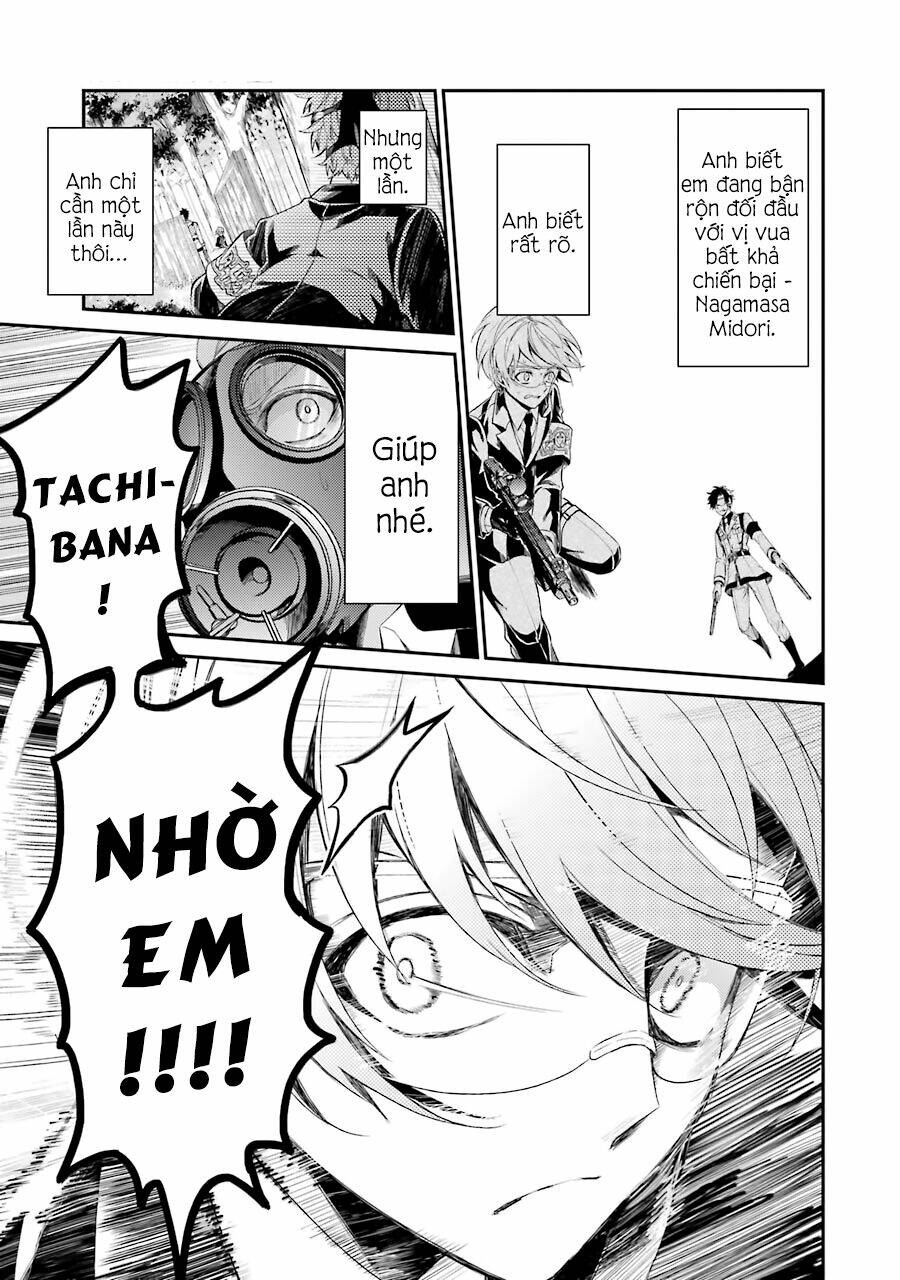 Anh biết
em đang bận
rộn đối đầu
với vị vua
bất khả
chiến bại -
Nagamasa
Midori.
Anh biết
rất rõ.
Nhưng
một
lần.
Anh chỉ
cần một
lần này
thôi...
Giúp
anh
nhé.
TACHI-
BANA
!
NHỜ
EM
!!!!